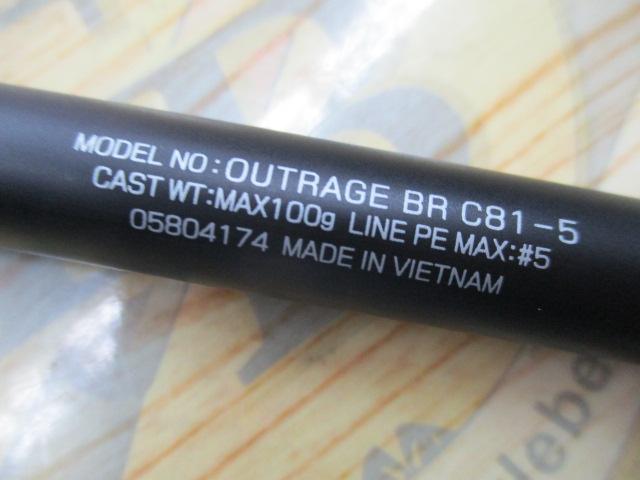 MODEL NO:OUTRAGE BR C81-5
CAST WT:MAX100g LINE PE MAX:#5
05804174 MADE IN VIETNAM